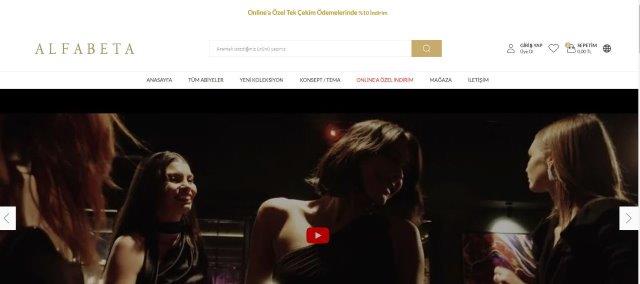 Online'a Özel Tek Çekim Ödemelerinde %10 İndirim
ALFABETA
Aramak istediğiniz ürünü yazınız
GİRİŞ YAP
Üye Ol
SEPETİM
0,00 TL
ANASAYFA TÜM ABİYELER YENİ KOLEKSİYON KONSEPT / TEMA ONLINE'A ÖZEL İNDİRİM MAĞAZA İLETİŞİM